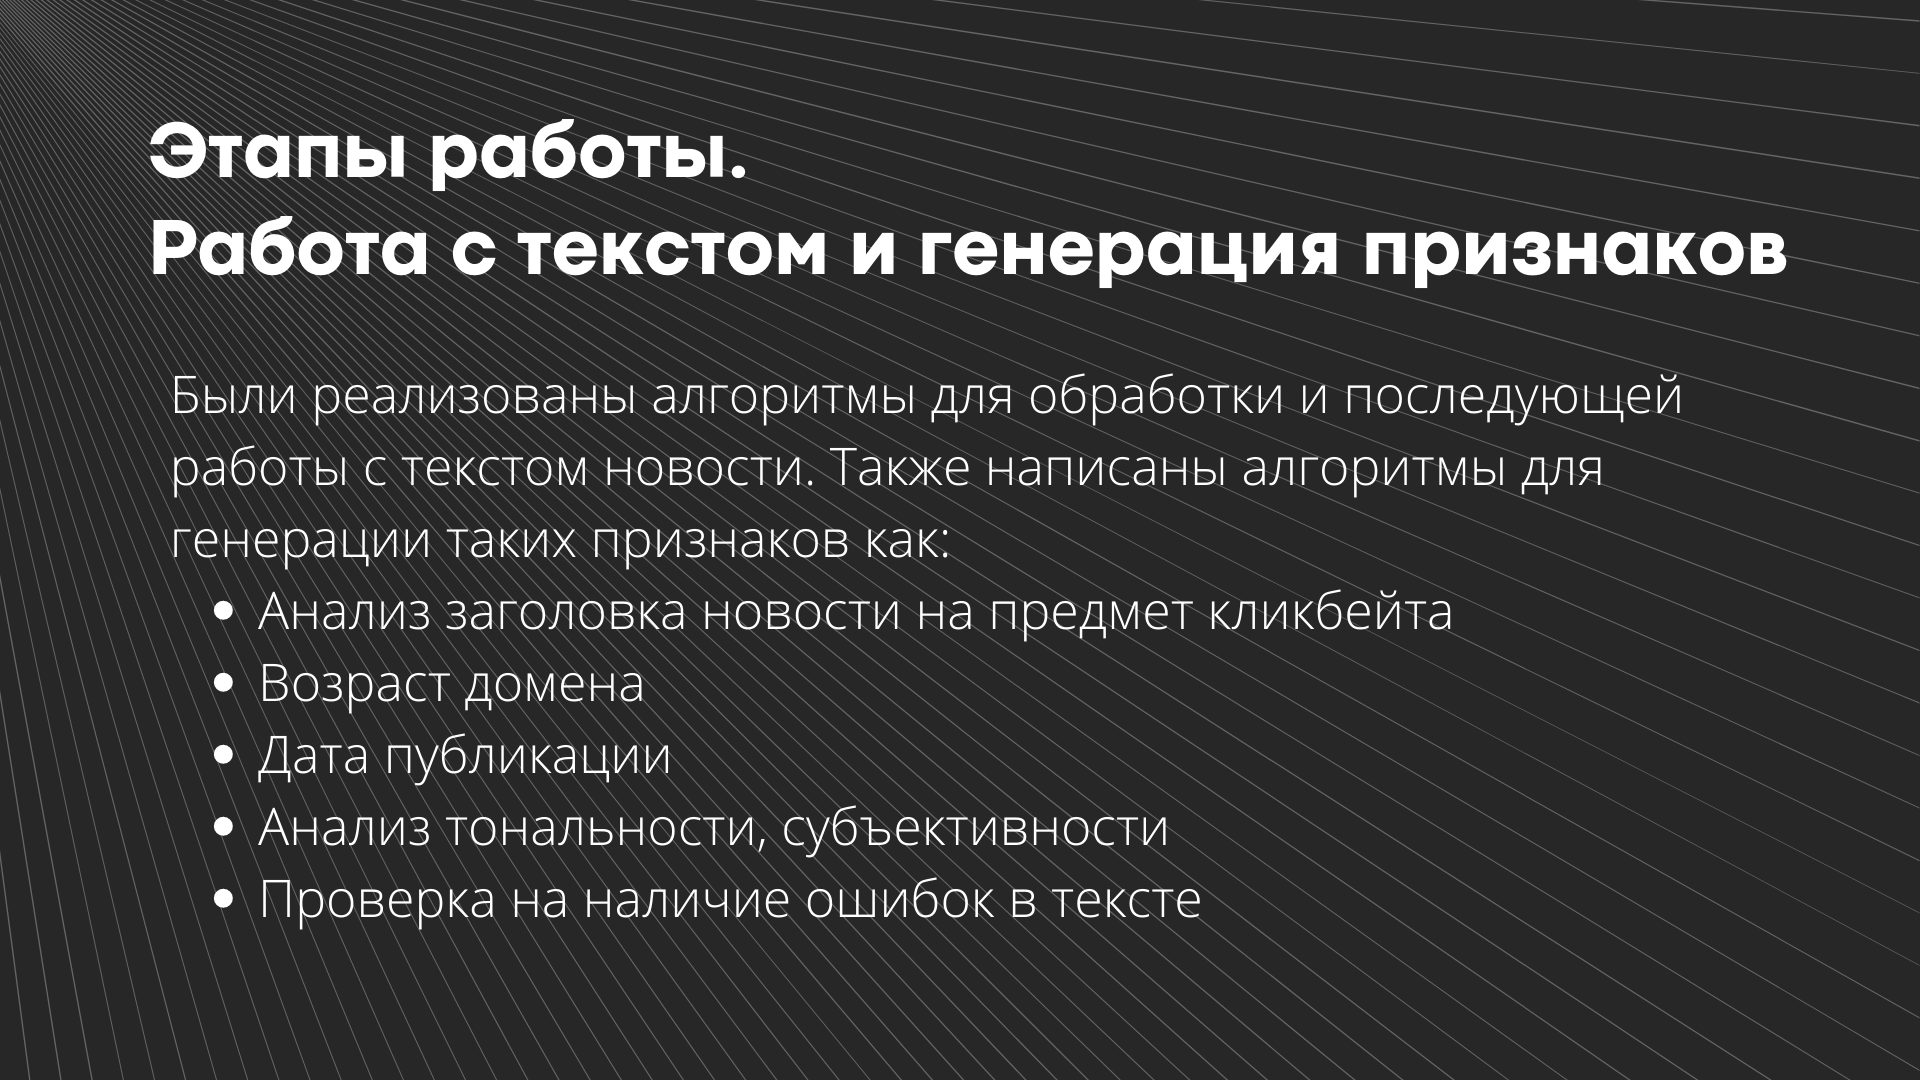 Этапы работы.
Работа с текстом и генерация признаков
Были реализованы алгоритмы для обработки и последующей
работы с текстом новости. Также написаны алгоритмы для
генерации таких признаков как:
• Анализ заголовка новости на предмет кликбейта
• Возраст домена
• Дата публикации
• Анализ тональности, субъективности
• Проверка на наличие ошибок в тексте